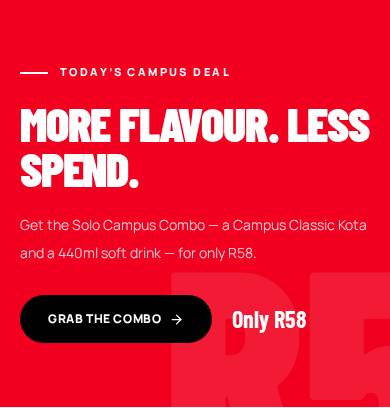 TODAY'S CAMPUS DEAL
MORE FLAVOUR. LESS
SPEND.
Get the Solo Campus Combo — a Campus Classic Kota
and a 440ml soft drink — for only R58.
GRAB THE COMBO →
Only R58
R5